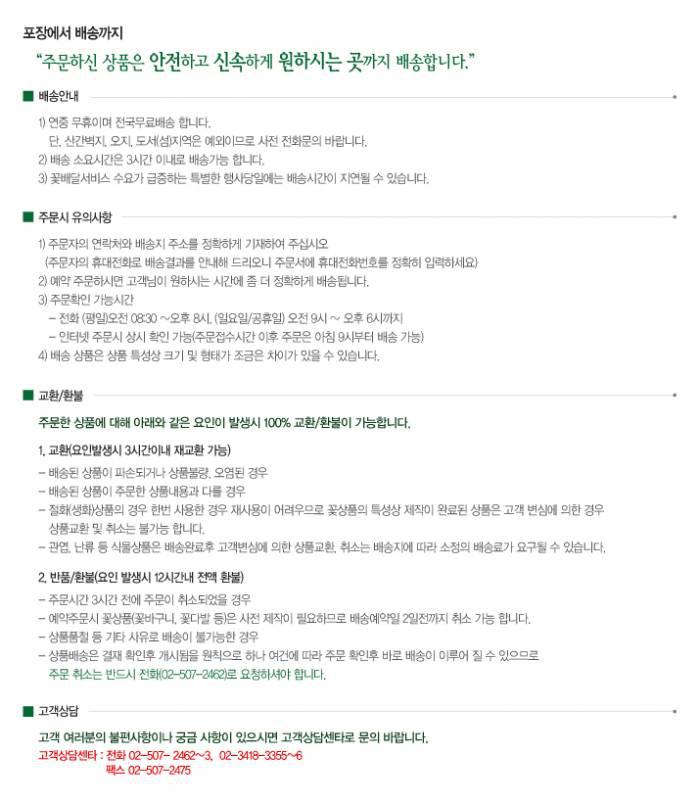 포장에서 배송까지
“주문하신 상품은 안전하고 신속하게 원하시는 곳까지 배송합니다.”
배송안내
1) 연중 무휴이며 전국무료배송 합니다.
단, 산간벽지, 오지, 도서(섬)지역은 예외이므로 사전 전화문의 바랍니다.
2) 배송 소요시간은 3시간 이내로 배송가능 합니다.
3) 꽃배달서비스 수요가 급증하는 특별한 행사당일에는 배송시간이 지연될 수 있습니다.
주문시 유의사항
1) 주문자의 연락처와 배송지 주소를 정확하게 기재하여 주십시오
(주문자의 휴대전화로 배송결과를 안내해 드리오니 주문서에 휴대전화번호를 정확히 입력하세요)
2) 예약 주문하시면 고객님이 원하시는 시간에 좀 더 정확하게 배송됩니다.
3) 주문확인 가능시간
- 전화 (평일)오전 08:30 ~오후 8시, (일요일/공휴일) 오전 9시 ~ 오후 6시까지
- 인터넷 주문시 상시 확인 가능(주문접수시간 이후 주문은 아침 9시부터 배송 가능)
4) 배송 상품은 상품 특성상 크기 및 형태가 조금은 차이가 있을 수 있습니다.
교환/환불
주문한 상품에 대해 아래와 같은 요인이 발생시 100% 교환/환불이 가능합니다.
1. 교환(요인발생시 3시간이내 재교환 가능)
- 배송된 상품이 파손되거나 상품불량, 오염된 경우
- 배송된 상품이 주문한 상품내용과 다를 경우
- 절화(생화)상품의 경우 한번 사용한 경우 재사용이 어려우므로 꽃상품의 특성상 제작이 완료된 상품은 고객 변심에 의한 경우
상품교환 및 취소는 불가능 합니다.
- 관엽, 난류 등 식물상품은 배송완료후 고객변심에 의한 상품교환, 취소는 배송지에 따라 소정의 배송료가 요구될 수 있습니다.
2. 반품/환불(요인 발생시 12시간내 전액 환불)
- 주문시간 3시간 전에 주문이 취소되었을 경우
- 예약주문시 꽃상품(꽃바구니, 꽃다발 등)은 사전 제작이 필요하므로 배송예약일 2일전까지 취소 가능 합니다.
- 상품품절 등 기타 사유로 배송이 불가능한 경우
- 상품배송은 결재 확인후 개시됨을 원칙으로 하나 여건에 따라 주문 확인후 바로 배송이 이루어 질 수 있으므로
주문 취소는 반드시 전화(02-507-2462)로 요청하셔야 합니다.
고객상담
고객 여러분의 불편사항이나 궁금 사항이 있으시면 고객상담센타로 문의 바랍니다.
고객상담센타 : 전화 02-507- 2462~3, 02-3418-3355~6
팩스 02-507-2475